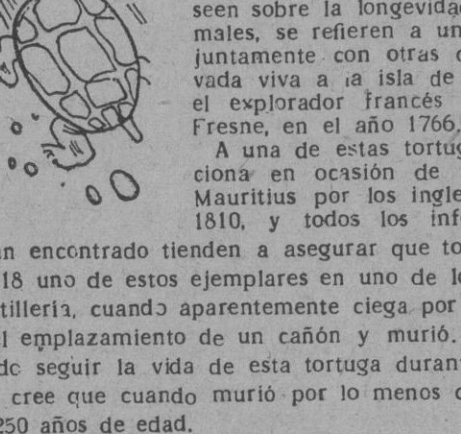 seen sobre la longevida
males, se refieren a un
juntamente con otras
vada viva a la isla de
el explorador francés
Fresne, en el año 1766.
A una de estas tortug
ciona en ocasión de
Mauritius por los ingle
1810, y todos los inf
n encontrado tienden a asegurar que to
18 uno de estos ejemplares en uno de l
tillería, cuando aparentemente ciega por
l emplazamiento de un cañón y murió.
do seguir la vida de esta tortuga duran
cree que cuando murió por lo menos
250 años de edad.